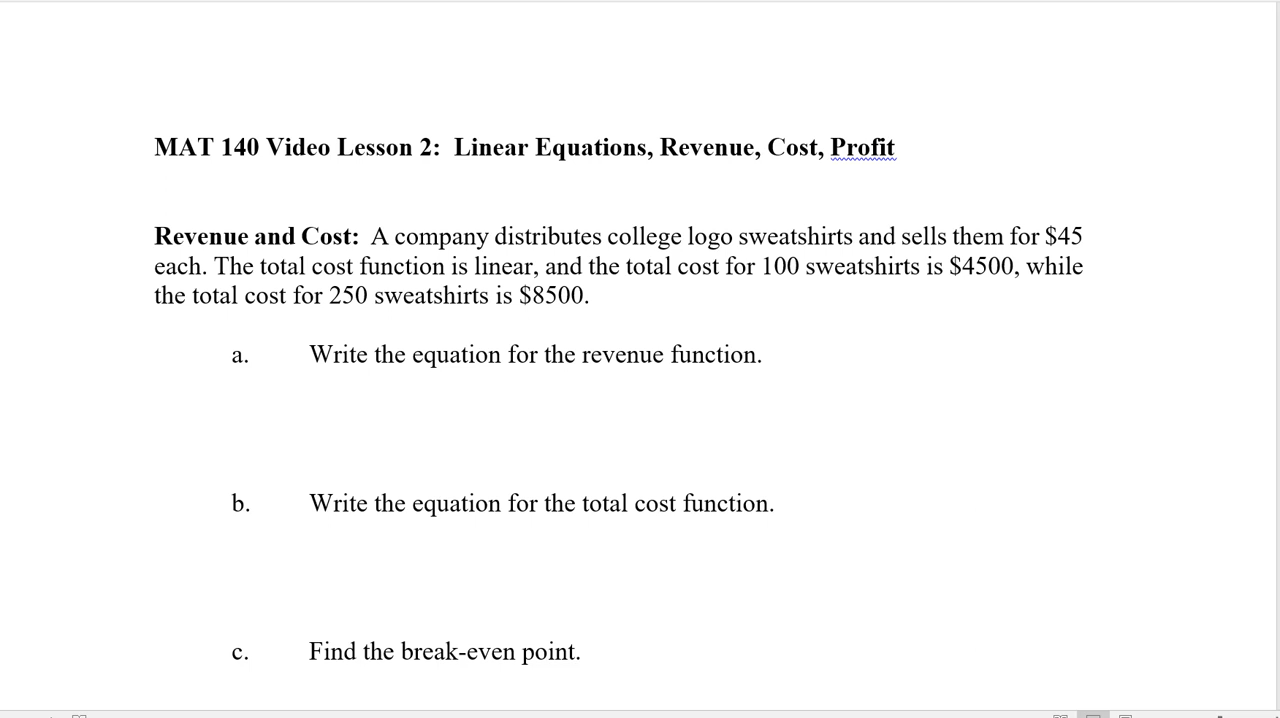 MAT 140 Video Lesson 2:  Linear Equations, Revenue, Cost, Profit
Revenue and Cost:  A company distributes college logo sweatshirts and sells them for $45
each. The total cost function is linear, and the total cost for 100 sweatshirts is $4500, while
the total cost for 250 sweatshirts is $8500.
a. Write the equation for the revenue function.
b. Write the equation for the total cost function.
c. Find the break-even point.